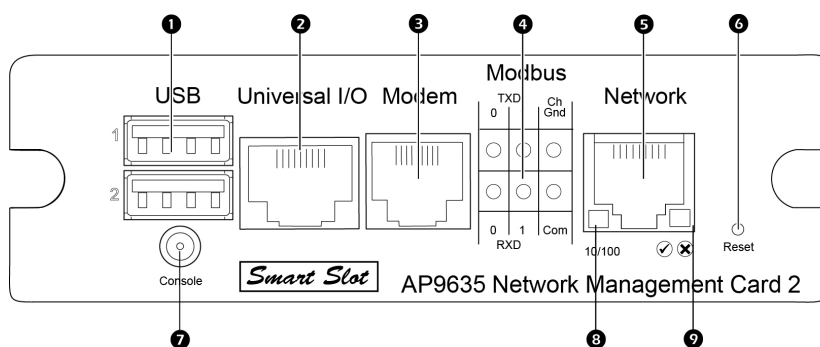 1 2 3 4 5 6
USB Universal I/O Modem Modbus Network
TXD
0 Ch Gnd
1
2
0 1 Com
RXD
10/100
Reset
Console
Smart Slot
AP9635 Network Management Card 2
7 8 9